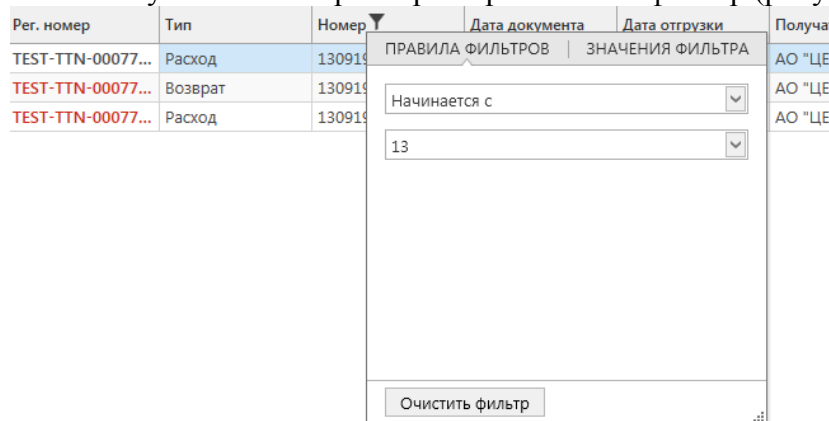 Рег. номер Тип Номер Дата документа Дата отгрузки Получа
TEST-TTN-00077... Расход 130919 АО "ЦЕ
TEST-TTN-00077... Возврат 130919 АО "ЦЕ
TEST-TTN-00077... Расход 130919 АО "ЦЕ
ПРАВИЛА ФИЛЬТРОВ | ЗНАЧЕНИЯ ФИЛЬТРА
Начинается с
13
Очистить фильтр